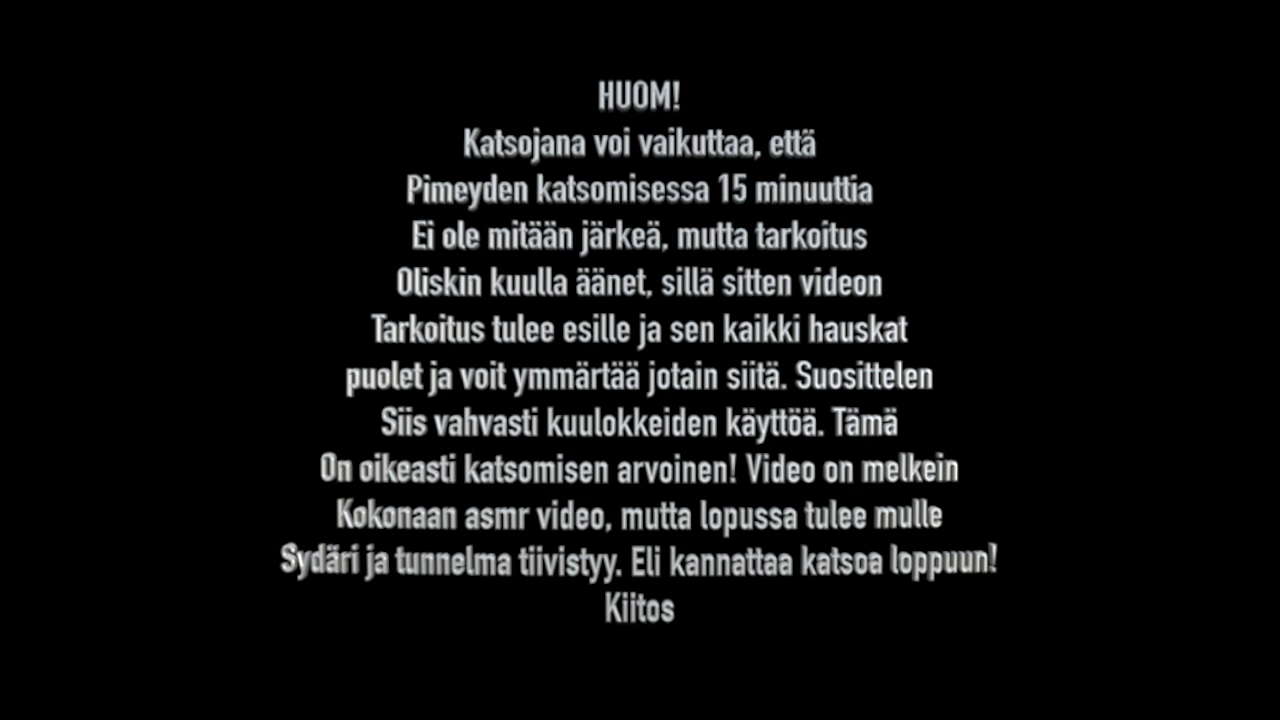 HUOM!
Katsojana voi vaikuttaa, että
Pimeyden katsomisessa 15 minuuttia
Ei ole mitään järkeä, mutta tarkoitus
Oliskin kuulla äänet, sillä sitten videon
Tarkoitus tulee esille ja sen kaikki hauskat
puolet ja voit ymmärtää jotain siitä. Suosittelen
Siis vahvasti kuulokkeiden käyttöä. Tämä
On oikeasti katsomisen arvoinen! Video on melkein
Kokonaan asmr video, mutta lopussa tulee mulle
Sydäri ja tunnelma tiivistyy. Eli kannattaa katsoa loppuun!
Kiitos